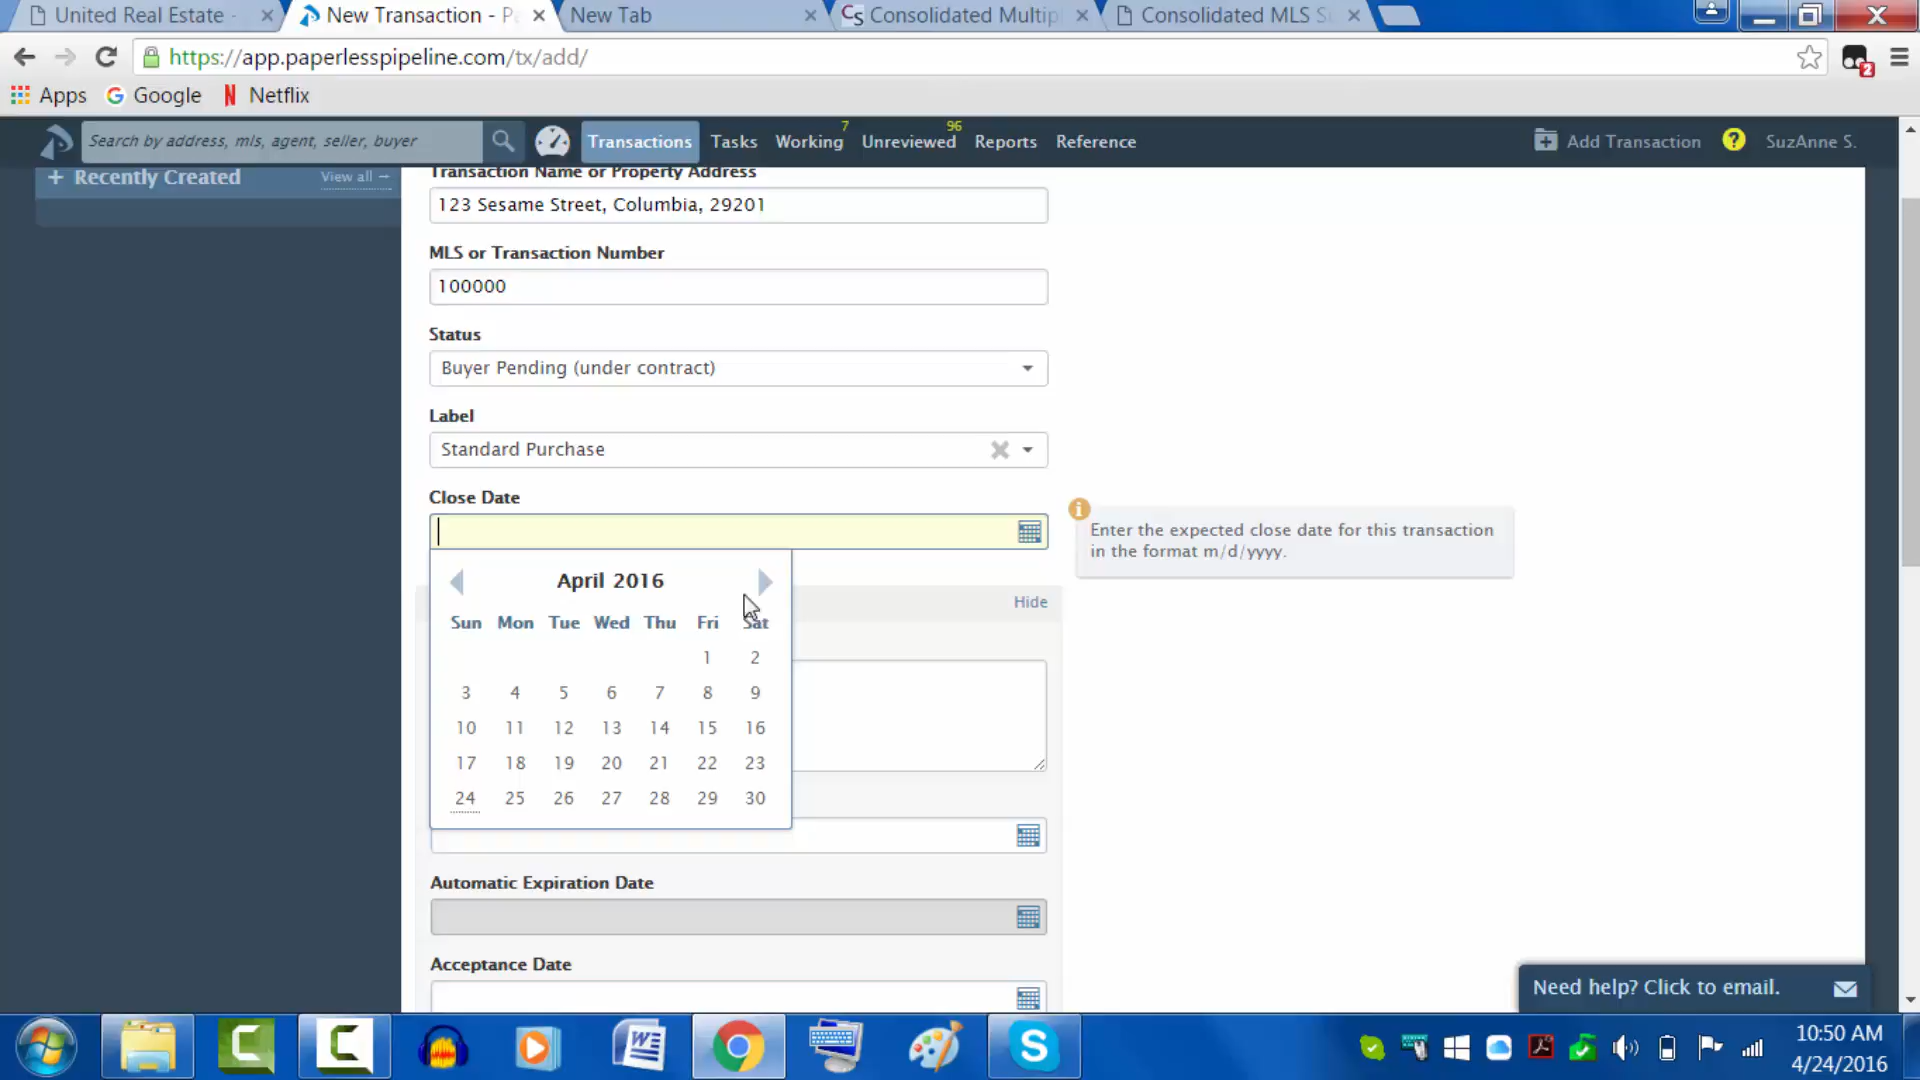 United Real Estate -
New Transaction - P
New Tab
Consolidated Multip
Consolidated MLS S
https://app.paperlesspipeline.com/tx/add/
2
Apps
Google
Netflix
Search by address, mls, agent, seller, buyer
Transactions
Tasks
Working
7
Unreviewed
96
Reports
Reference
Add Transaction
?
SuzAnne S.
+ Recently Created
View all →
Transaction Name or Property Address
123 Sesame Street, Columbia, 29201
MLS or Transaction Number
100000
Status
Buyer Pending (under contract)
Label
Standard Purchase
Close Date
Enter the expected close date for this transaction
in the format m/d/yyyy.
April 2016
Hide
Sun Mon Tue Wed Thu Fri Sat
1 2
3 4 5 6 7 8 9
10 11 12 13 14 15 16
17 18 19 20 21 22 23
24 25 26 27 28 29 30
Automatic Expiration Date
Acceptance Date
Need help? Click to email.
10:50 AM
4/24/2016